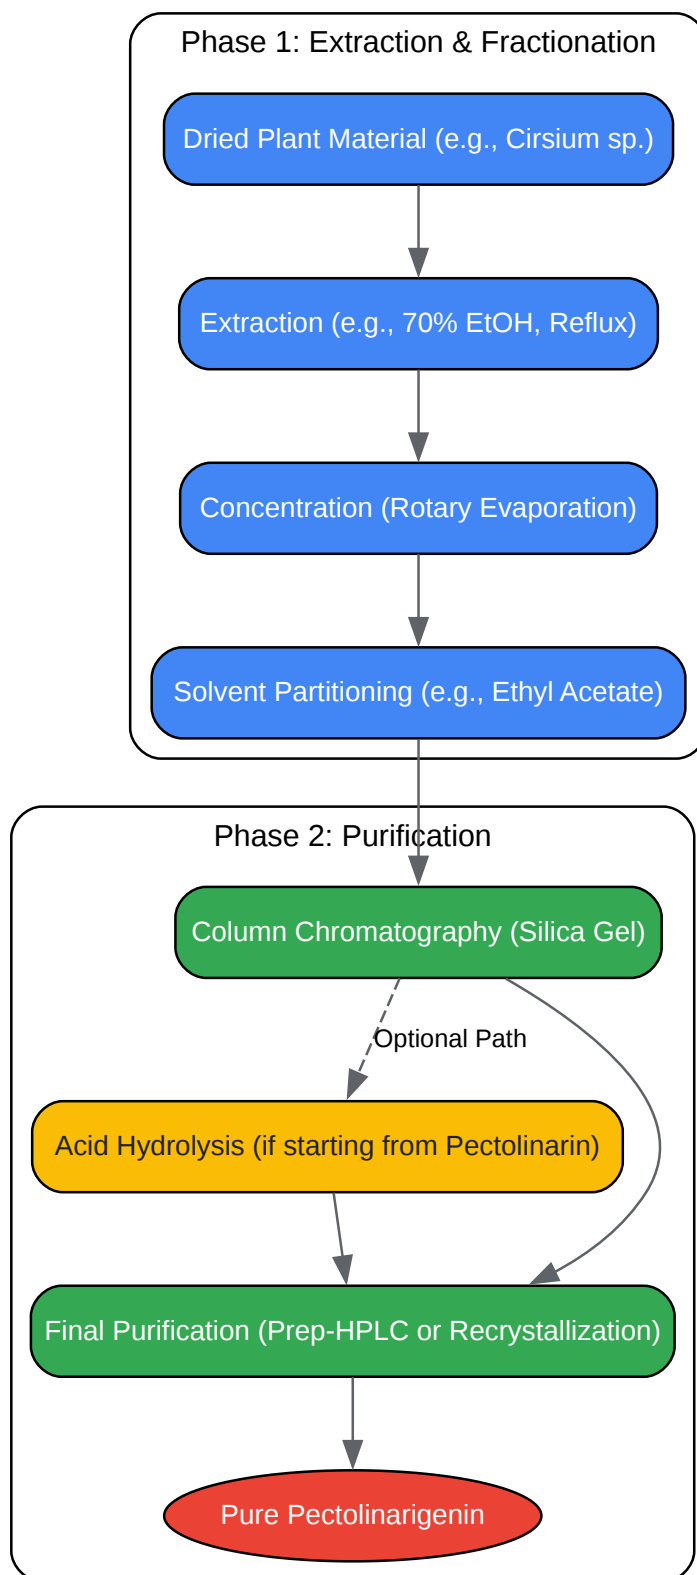 Phase 1: Extraction & Fractionation
Dried Plant Material (e.g., Cirsium sp.)
Extraction (e.g., 70% EtOH, Reflux)
Concentration (Rotary Evaporation)
Solvent Partitioning (e.g., Ethyl Acetate)
Phase 2: Purification
Column Chromatography (Silica Gel)
Optional Path
Acid Hydrolysis (if starting from Pectolinarin)
Final Purification (Prep-HPLC or Recrystallization)
Pure Pectolinarigenin